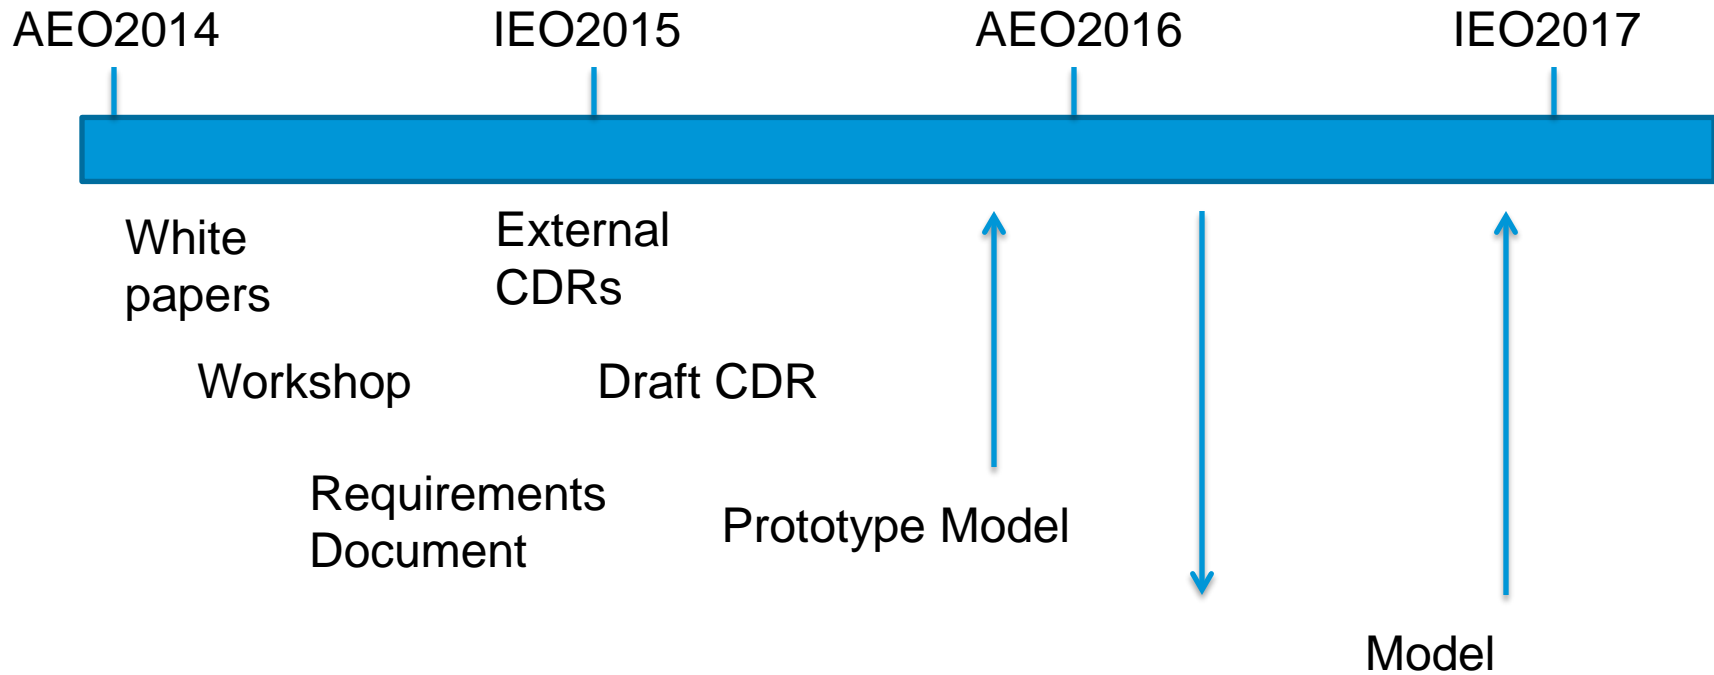 AEO2014
IEO2015
AEO2016
IEO2017
White
papers
External
CDRs
Workshop
Draft CDR
Requirements
Document
Prototype Model
Model